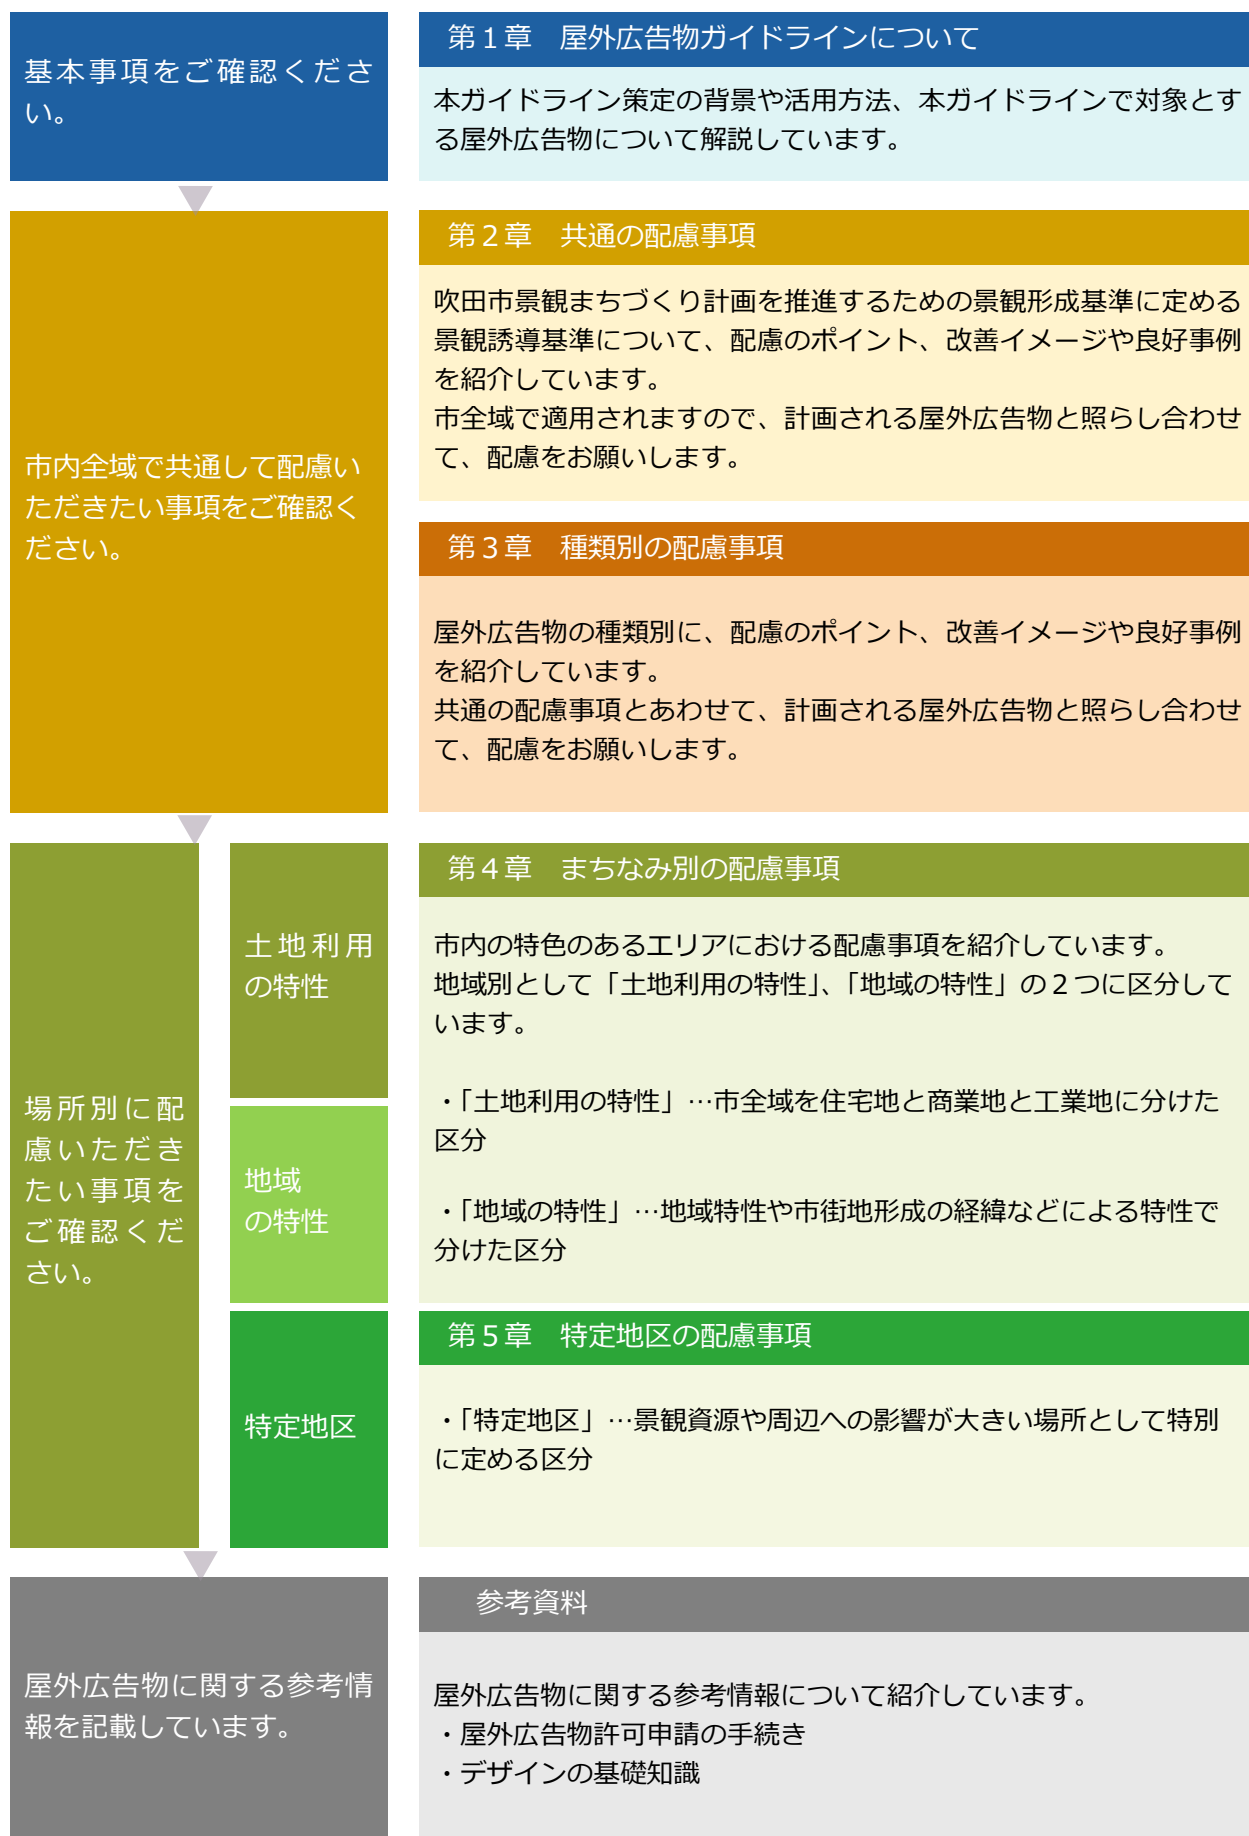 基本事項をご確認くださ
い。
第１章　屋外広告物ガイドラインについて
本ガイドライン策定の背景や活用方法、本ガイドラインで対象とす
る屋外広告物について解説しています。
市内全域で共通して配慮い
ただきたい事項をご確認く
ださい。
第２章　共通の配慮事項
吹田市景観まちづくり計画を推進するための景観形成基準に定める
景観誘導基準について、配慮のポイント、改善イメージや良好事例
を紹介しています。
市全域で適用されますので、計画される屋外広告物と照らし合わせ
て、配慮をお願いします。
第３章　種類別の配慮事項
屋外広告物の種類別に、配慮のポイント、改善イメージや良好事例
を紹介しています。
共通の配慮事項とあわせて、計画される屋外広告物と照らし合わせ
て、配慮をお願いします。
場所別に配
慮いただき
たい事項を
ご確認くだ
さい。
土地利用
の特性
地域
の特性
第４章　まちなみ別の配慮事項
市内の特色のあるエリアにおける配慮事項を紹介しています。
地域別として「土地利用の特性」、「地域の特性」の２つに区分して
います。
・「土地利用の特性」…市全域を住宅地と商業地と工業地に分けた
区分
・「地域の特性」…地域特性や市街地形成の経緯などによる特性で
分けた区分
特定地区
第５章　特定地区の配慮事項
・「特定地区」…景観資源や周辺への影響が大きい場所として特別
に定める区分
屋外広告物に関する参考情
報を記載しています。
参考資料
屋外広告物に関する参考情報について紹介しています。
・屋外広告物許可申請の手続き
・デザインの基礎知識